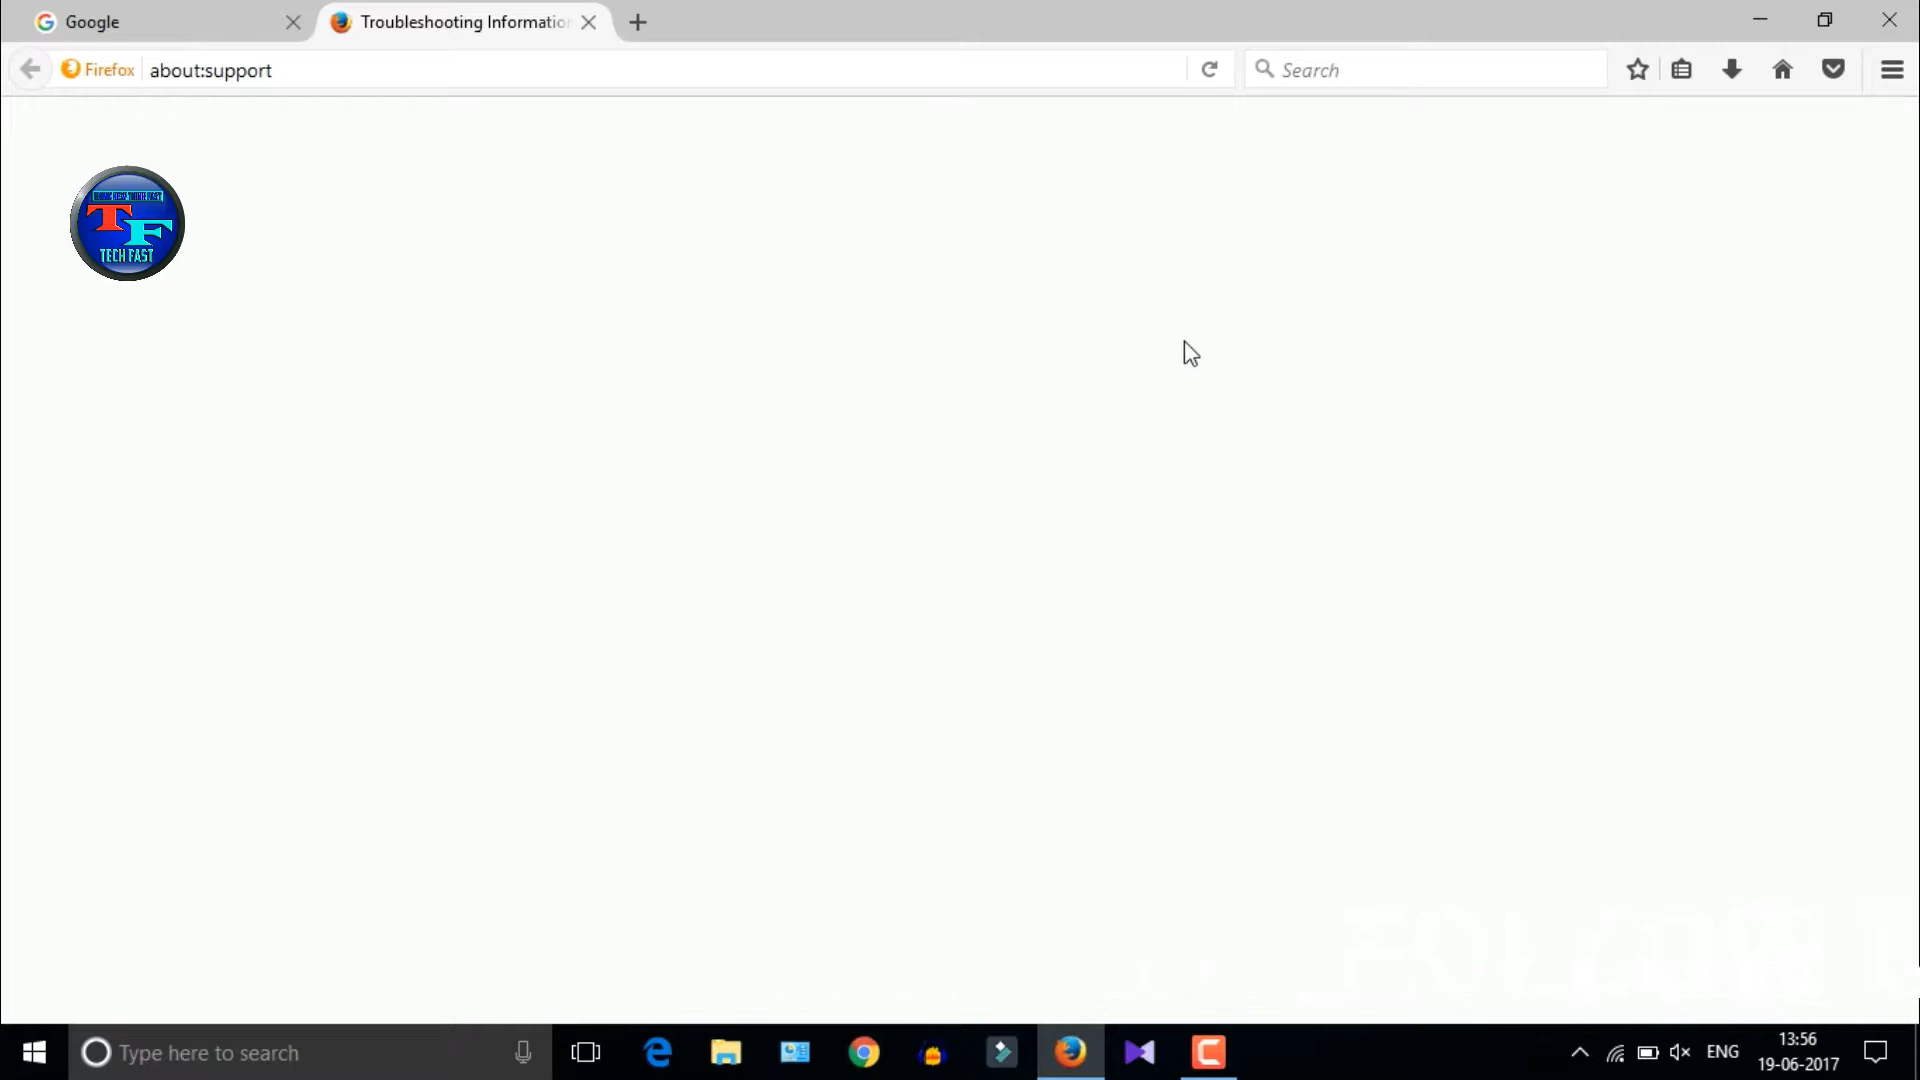 Google
Troubleshooting Informatio
Firefox
about:support
Search
TF
TECH FAST
Type here to search
ENG
13:56
19-06-2017